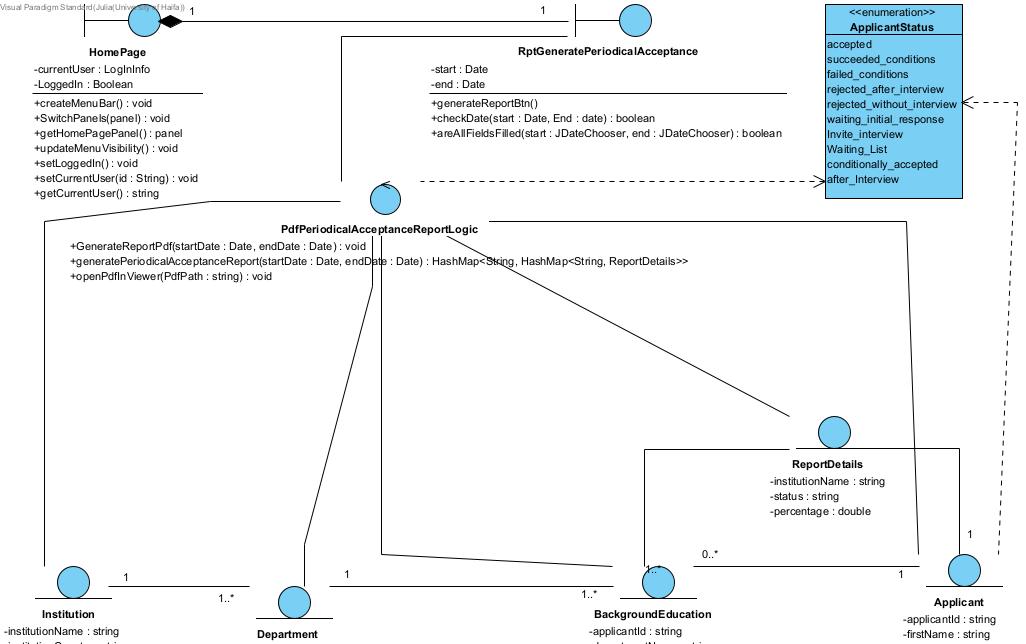 Visual Paradigm Standard(Julia(University of Haifa))
1
1
HomePage
-currentUser : LogInInfo
-LoggedIn : Boolean
+createMenuBar() : void
+SwitchPanels(panel) : void
+getHomePagePanel() : panel
+updateMenuVisibility() : void
+setLoggedIn() : void
+setCurrentUser(id : String) : void
+getCurrentUser() : string
RptGeneratePeriodicalAcceptance
-start : Date
-end : Date
+generateReportBtn()
+checkDate(start : Date, End : date) : boolean
+areAllFieldsFilled(start : JDateChooser, end : JDateChooser) : boolean
<<enumeration>>
ApplicantStatus
accepted
succeeded_conditions
failed_conditions
rejected_after_interview
rejected_without_interview
waiting_initial_response
Invite_interview
Waiting_List
conditionally_accepted
after_Interview
PdfPeriodicalAcceptanceReportLogic
+GenerateReportPdf(startDate : Date, endDate : Date) : void
+generatePeriodicalAcceptanceReport(startDate : Date, endDate : Date) : HashMap<String, HashMap<String, ReportDetails>>
+openPdfInViewer(PdfPath : string) : void
ReportDetails
-institutionName : string
-status : string
-percentage : double
1
0..*
1..*
1
1
1..*
1
1..*
Institution
-institutionName : string
Department
BackgroundEducation
-applicantId : string
Applicant
-applicantId : string
-firstName : string